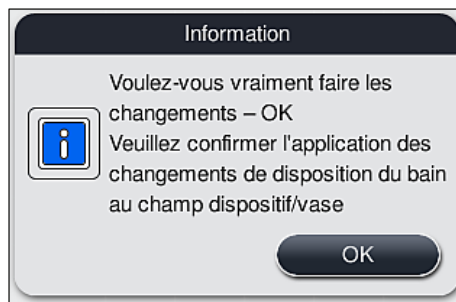 Information
Voulez-vous vraiment faire les
changements – OK
Veuillez confirmer l'application des
changements de disposition du bain
au champ dispositif/vase
OK